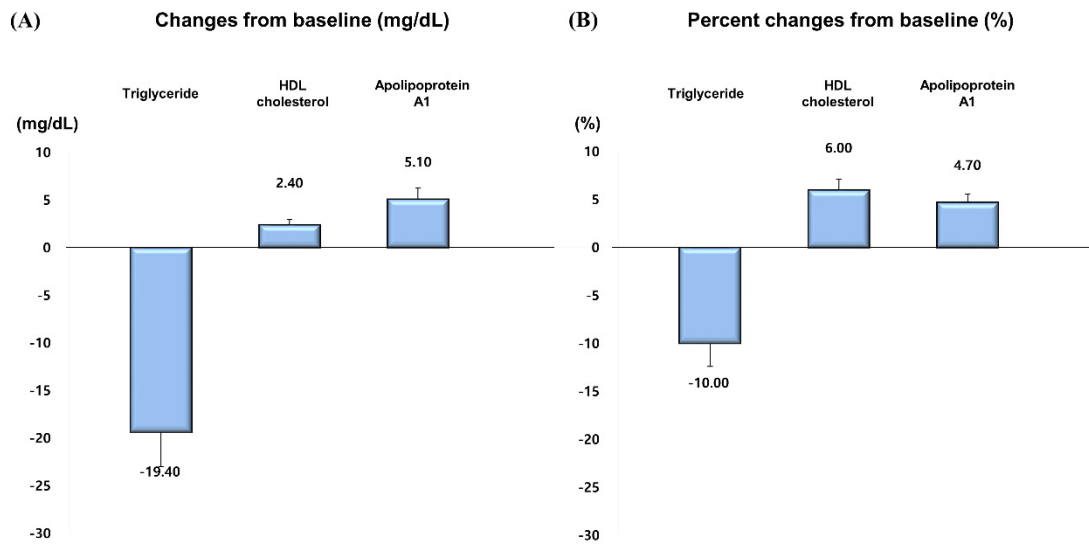 (A)
Changes from baseline (mg/dL)
Triglyceride
HDL
cholesterol
Apolipoprotein
A1
(mg/dL)
10
5
0
-5
-10
-15
-20
-25
-30
2.40
5.10
-19.40
(B)
Percent changes from baseline (%)
Triglyceride
HDL
cholesterol
Apolipoprotein
A1
(%)
10
5
0
-5
-10
-15
-20
-25
-30
6.00
4.70
-10.00